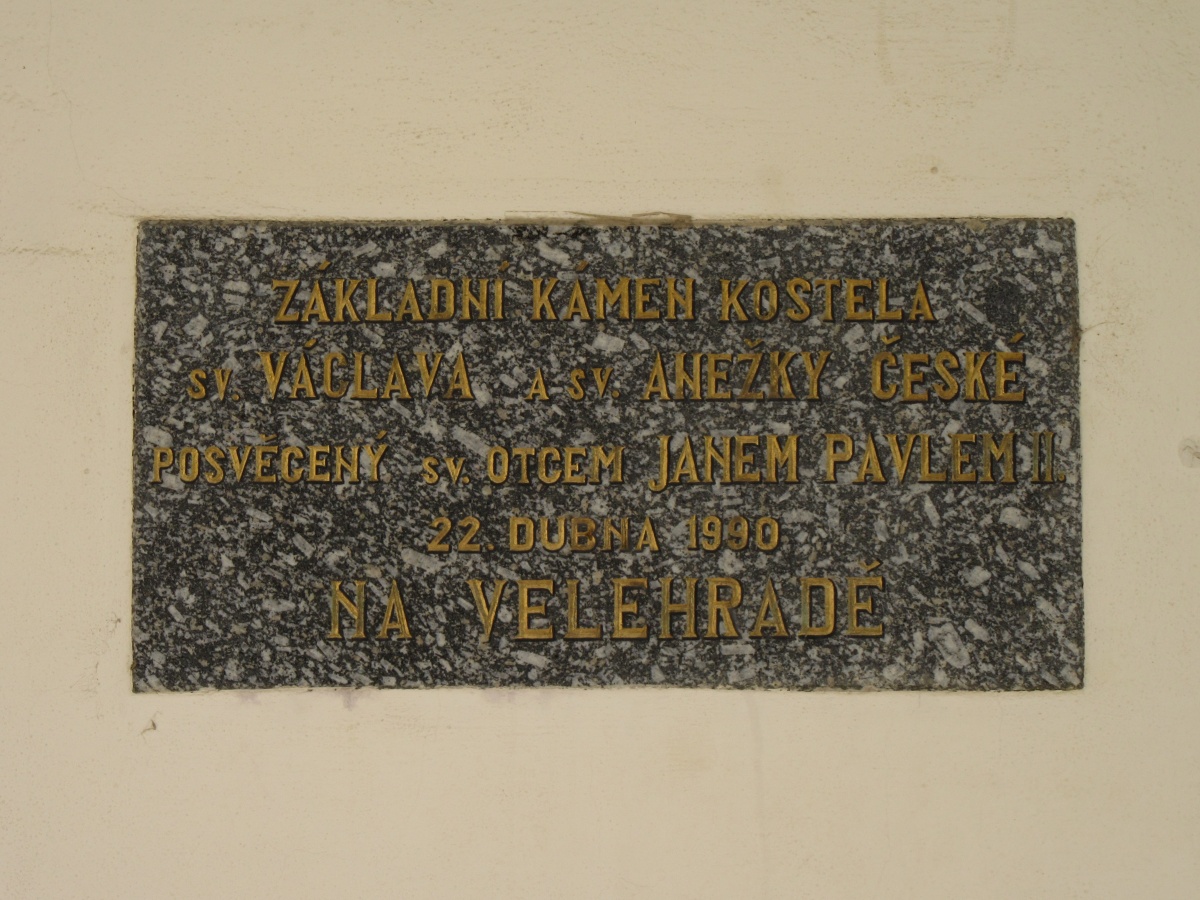 ZÁKLADNÍ KÁMEN KOSTELA
SV. VÁCLAVA A SV. ANEŽKY ČESKÉ
POSVĚCENÝ SV. OTCEM JANEM PAVLEM II.
22. DUBNA 1990
NA VELEHRADĚ